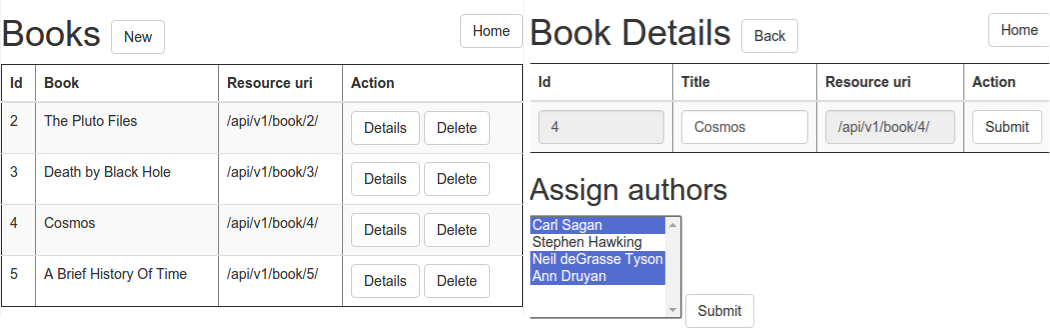 Books New Home
Id Book Resource uri Action
2 The Pluto Files /api/v1/book/2/ Details Delete
3 Death by Black Hole /api/v1/book/3/ Details Delete
4 Cosmos /api/v1/book/4/ Details Delete
5 A Brief History Of Time /api/v1/book/5/ Details Delete
Book Details Back Home
Id Title Resource uri Action
4 Cosmos /api/v1/book/4/ Submit
Assign authors
Carl Sagan
Stephen Hawking
Neil deGrasse Tyson
Ann Druyan
Submit